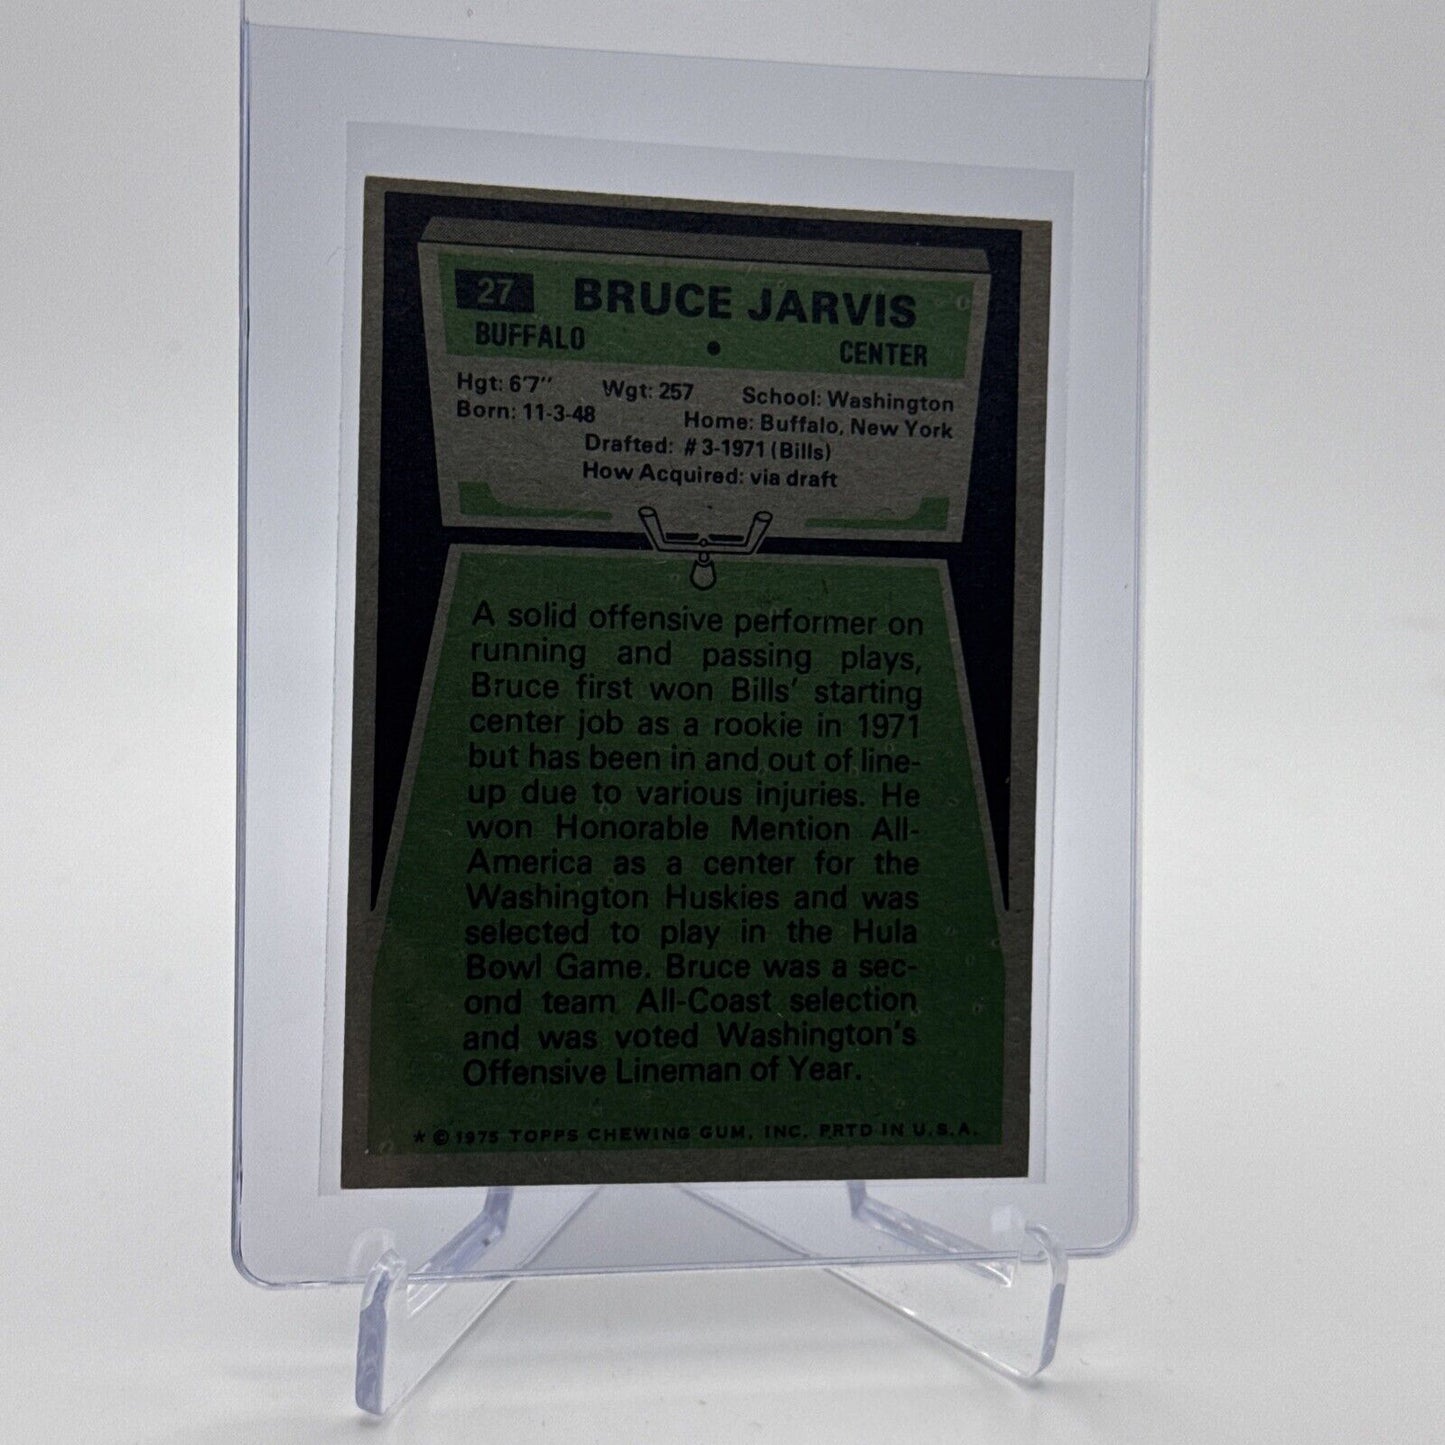 27 BRUCE JARVIS
BUFFALO • CENTER
Hgt: 6'7" Wgt: 257 School: Washington
Born: 11-3-48 Home: Buffalo, New York
Drafted: #3-1971 (Bills)
How Acquired: via draft
A solid offensive performer on
running and passing plays,
Bruce first won Bills' starting
center job as a rookie in 1971
but has been in and out of line-
up due to various injuries. He
won Honorable Mention All-
America as a center for the
Washington Huskies and was
selected to play in the Hula
Bowl Game. Bruce was a sec-
ond team All-Coast selection
and was voted Washington's
Offensive Lineman of Year.
* © 1975 TOPPS CHEWING GUM, INC. PRTD IN U.S.A.